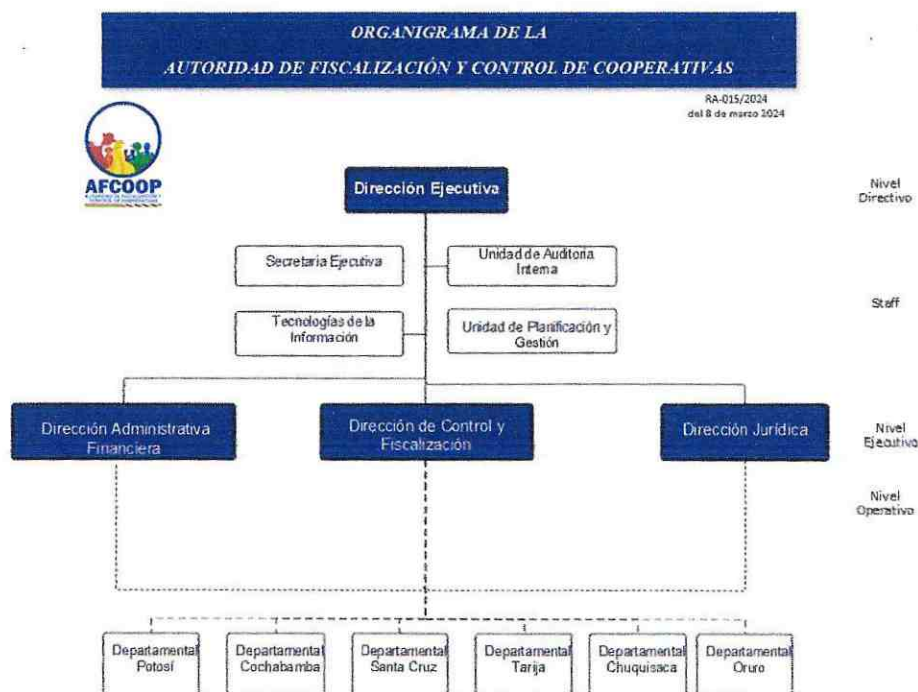 ORGANIGRAMA DE LA
AUTORIDAD DE FISCALIZACIÓN Y CONTROL DE COOPERATIVAS
RA-015/2024
del 8 de marzo 2024
AFCOOP
Dirección Ejecutiva
Nivel
Directivo
Secretaria Ejecutiva
Unidad de Auditoria
Interna
Staff
Tecnologías de la
Información
Unidad de Planificación y
Gestión
Dirección Administrativa
Financiera
Dirección de Control y
Fiscalización
Dirección Jurídica
Nivel
Ejecutivo
Nivel
Operativo
Departamental
Potosí
Departamental
Cochabamba
Departamental
Santa Cruz
Departamental
Tarija
Departamental
Chuquisaca
Departamental
Oruro